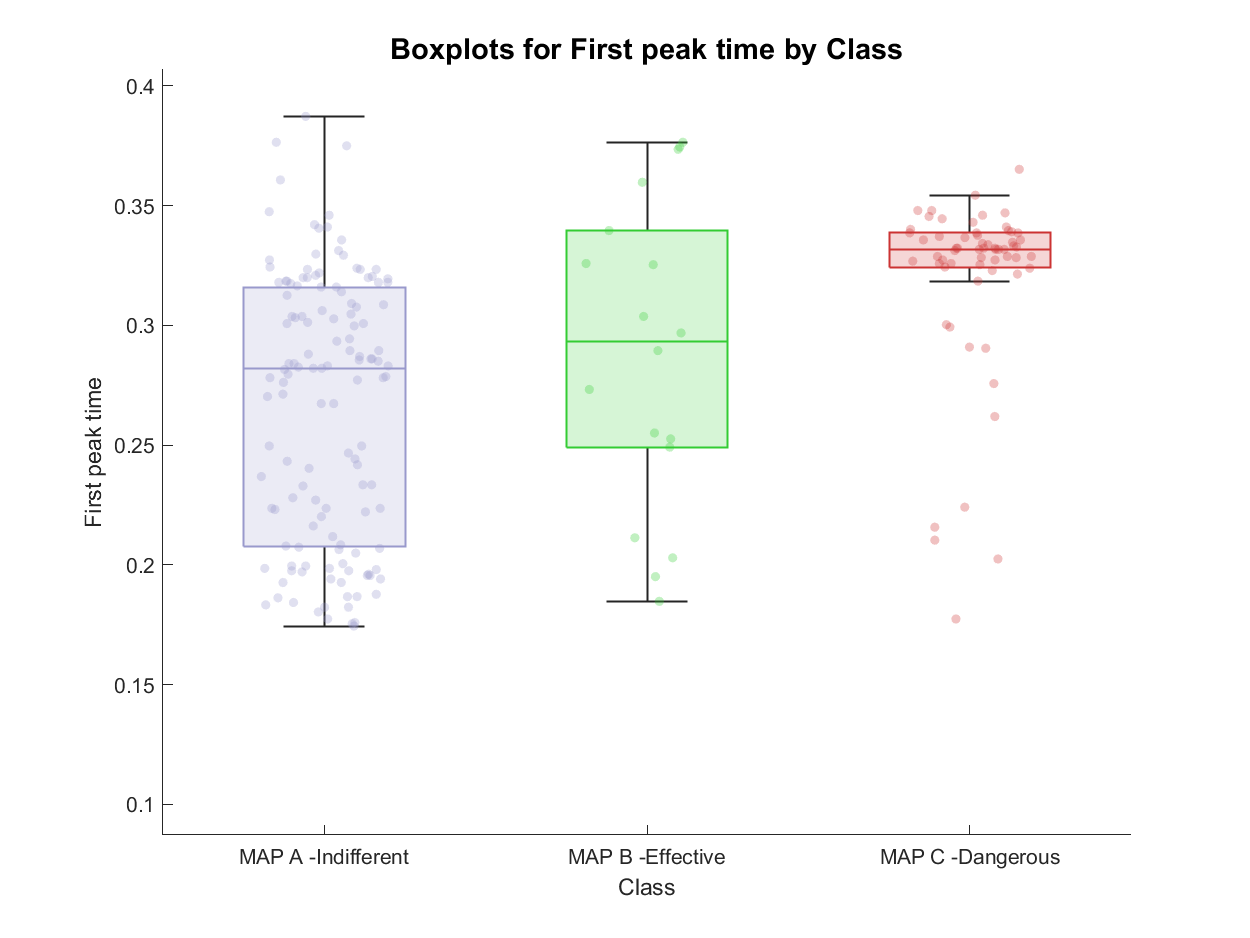 Boxplots for First peak time by Class
0.4
0.35
0.3
0.25
0.2
0.15
0.1
First peak time
MAP A -Indifferent
MAP B -Effective
MAP C -Dangerous
Class